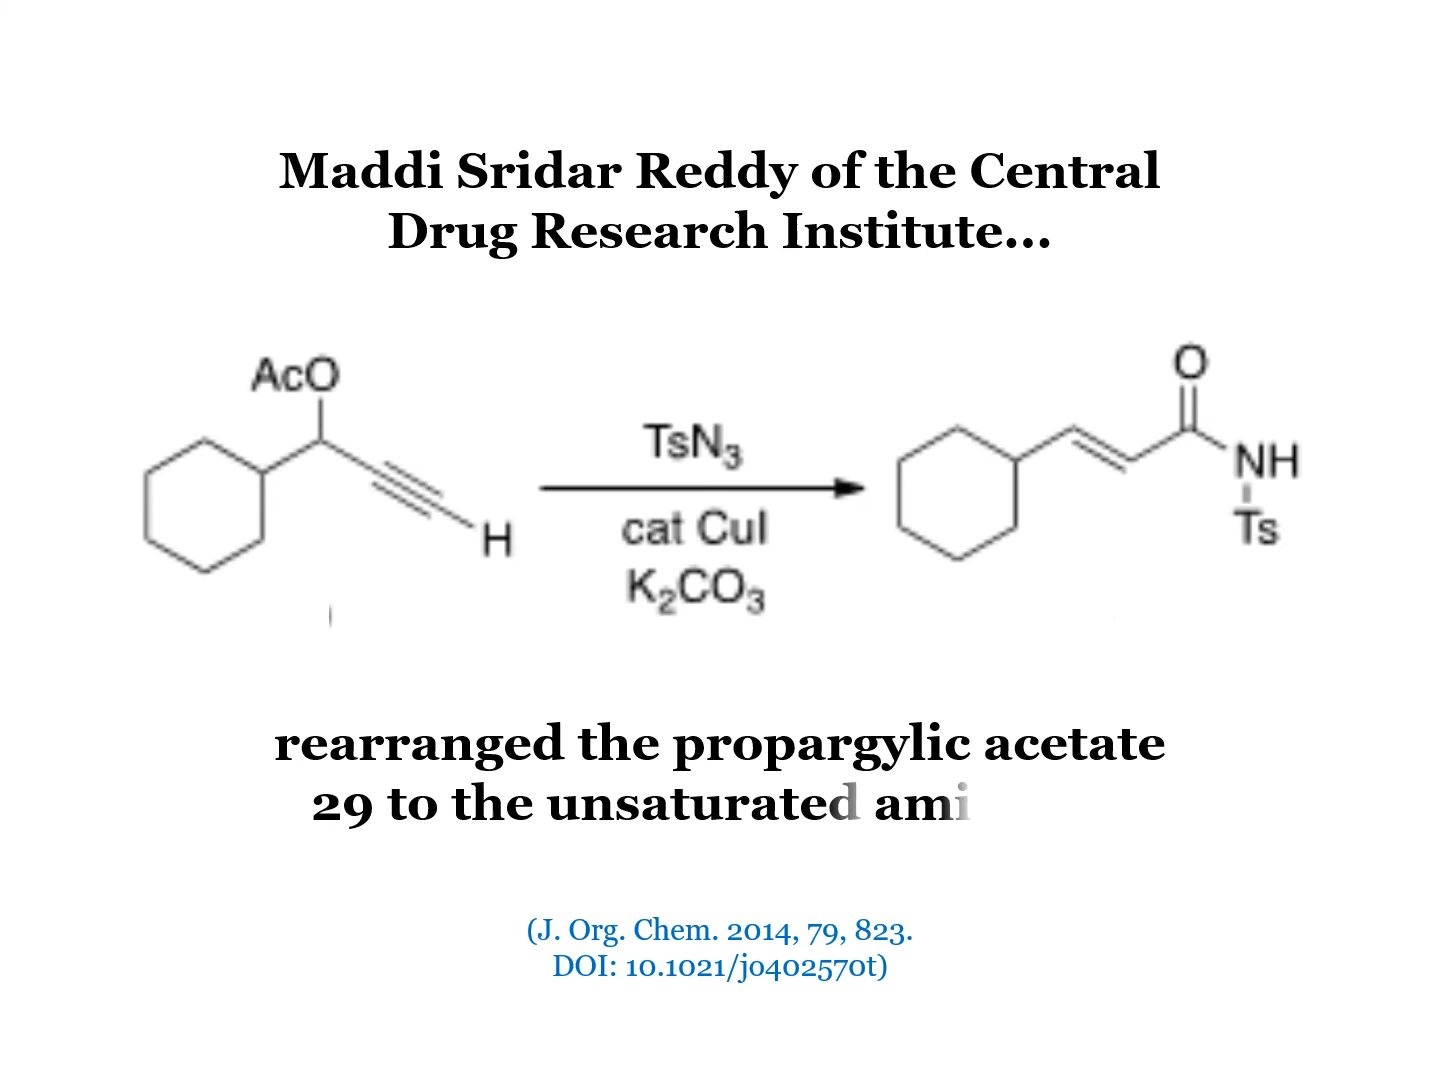 Maddi Sridar Reddy of the Central
Drug Research Institute...
AcO
H
TsN3
cat CuI
K2CO3
O
NH
Ts
rearranged the propargylic acetate
29 to the unsaturated ami
(J. Org. Chem. 2014, 79, 823.
DOI: 10.1021/jo402570t)